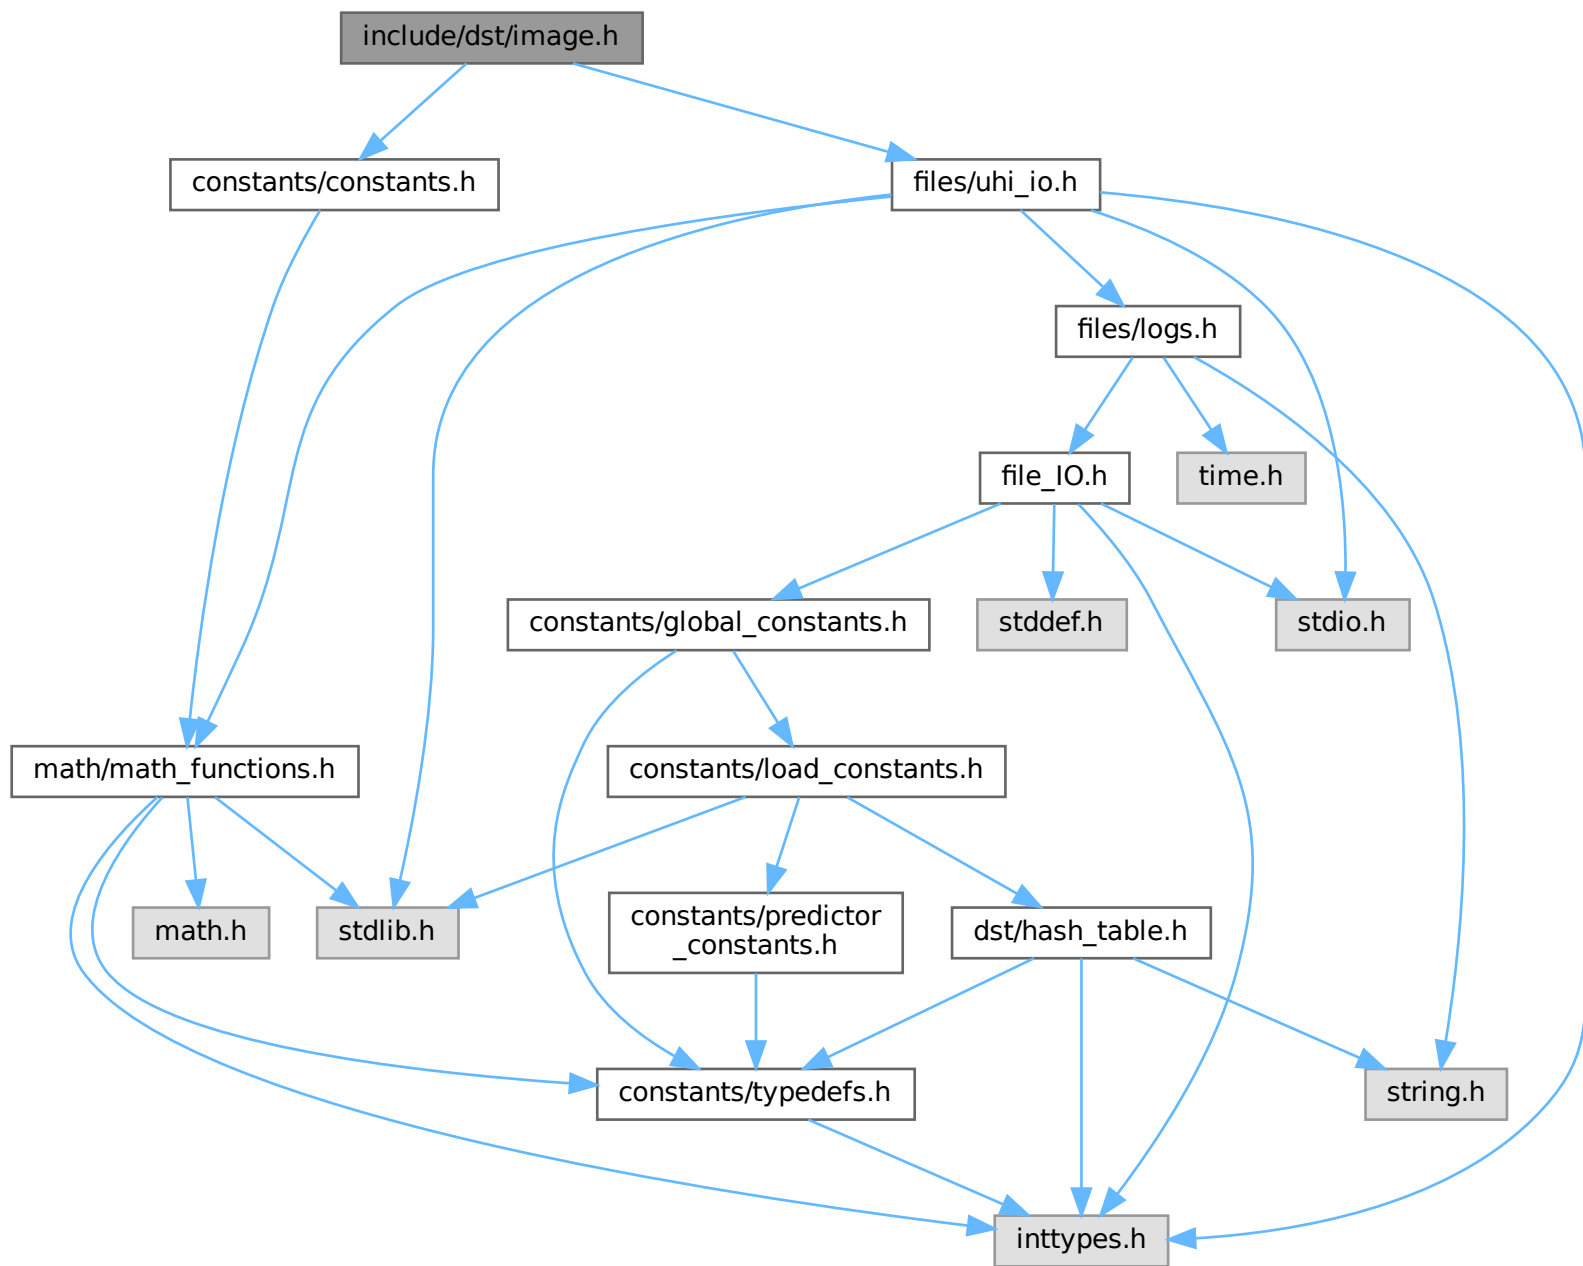 include/dst/image.h
constants/constants.h
files/uhi_io.h
files/logs.h
file_IO.h
time.h
constants/global_constants.h
stddef.h
stdio.h
math/math_functions.h
constants/load_constants.h
math.h
stdlib.h
constants/predictor
_constants.h
dst/hash_table.h
constants/typedefs.h
string.h
inttypes.h